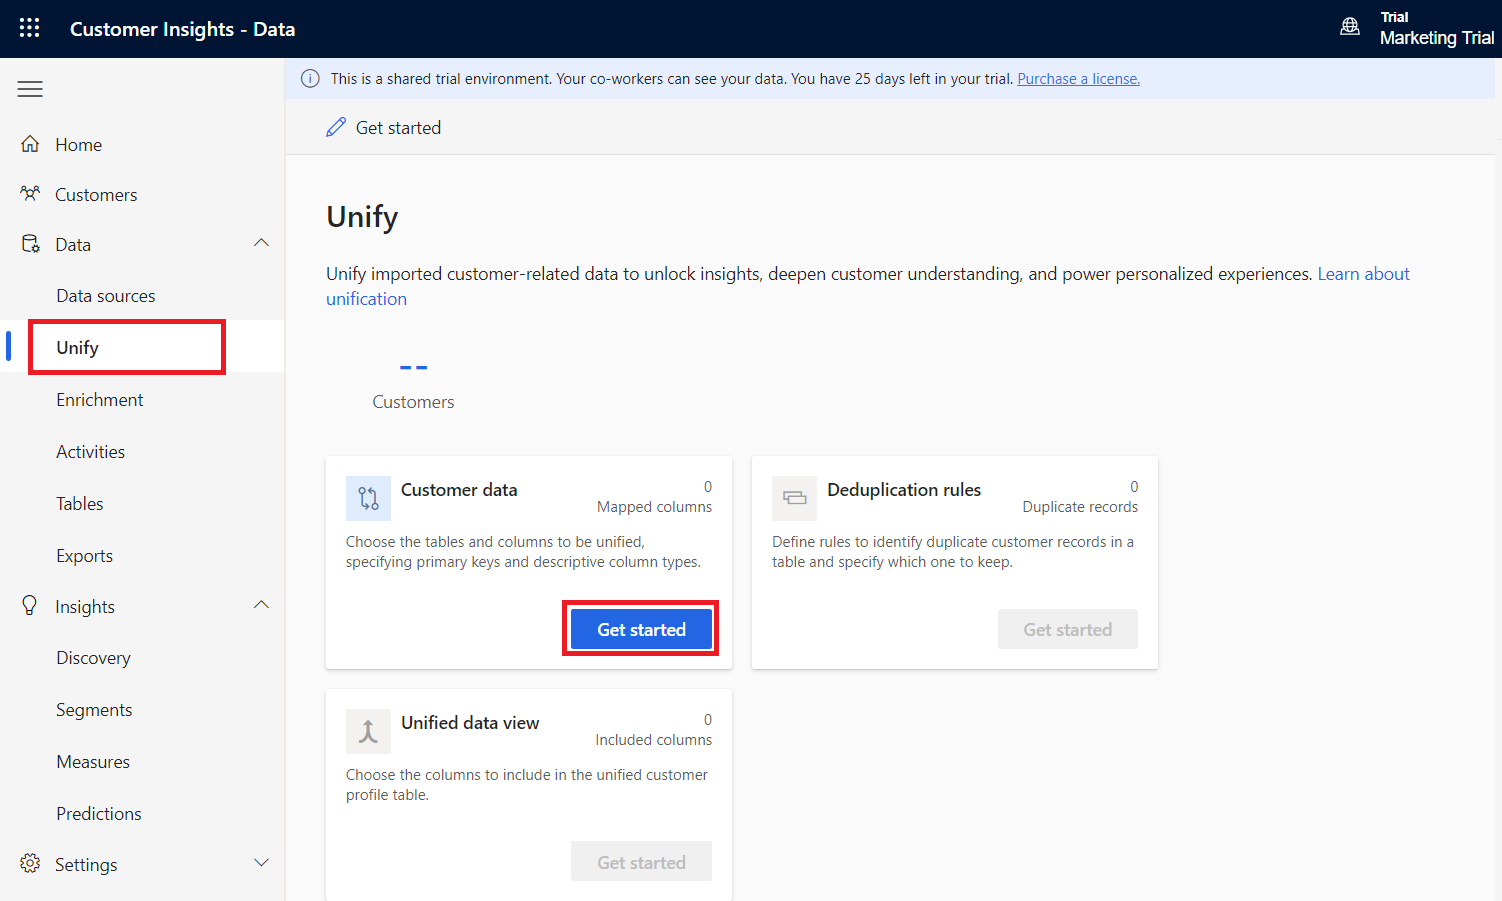 Customer Insights - Data
Trial
Marketing Trial
This is a shared trial environment. Your co-workers can see your data. You have 25 days left in your trial. Purchase a license.
Get started
Home
Customers
Data
Data sources
Unify
Enrichment
Activities
Tables
Exports
Insights
Discovery
Segments
Measures
Predictions
Settings
Unify
Unify imported customer-related data to unlock insights, deepen customer understanding, and power personalized experiences. Learn about
unification
--
Customers
Customer data
0
Mapped columns
Choose the tables and columns to be unified,
specifying primary keys and descriptive column types.
Get started
Deduplication rules
0
Duplicate records
Define rules to identify duplicate customer records in a
table and specify which one to keep.
Get started
Unified data view
0
Included columns
Choose the columns to include in the unified customer
profile table.
Get started